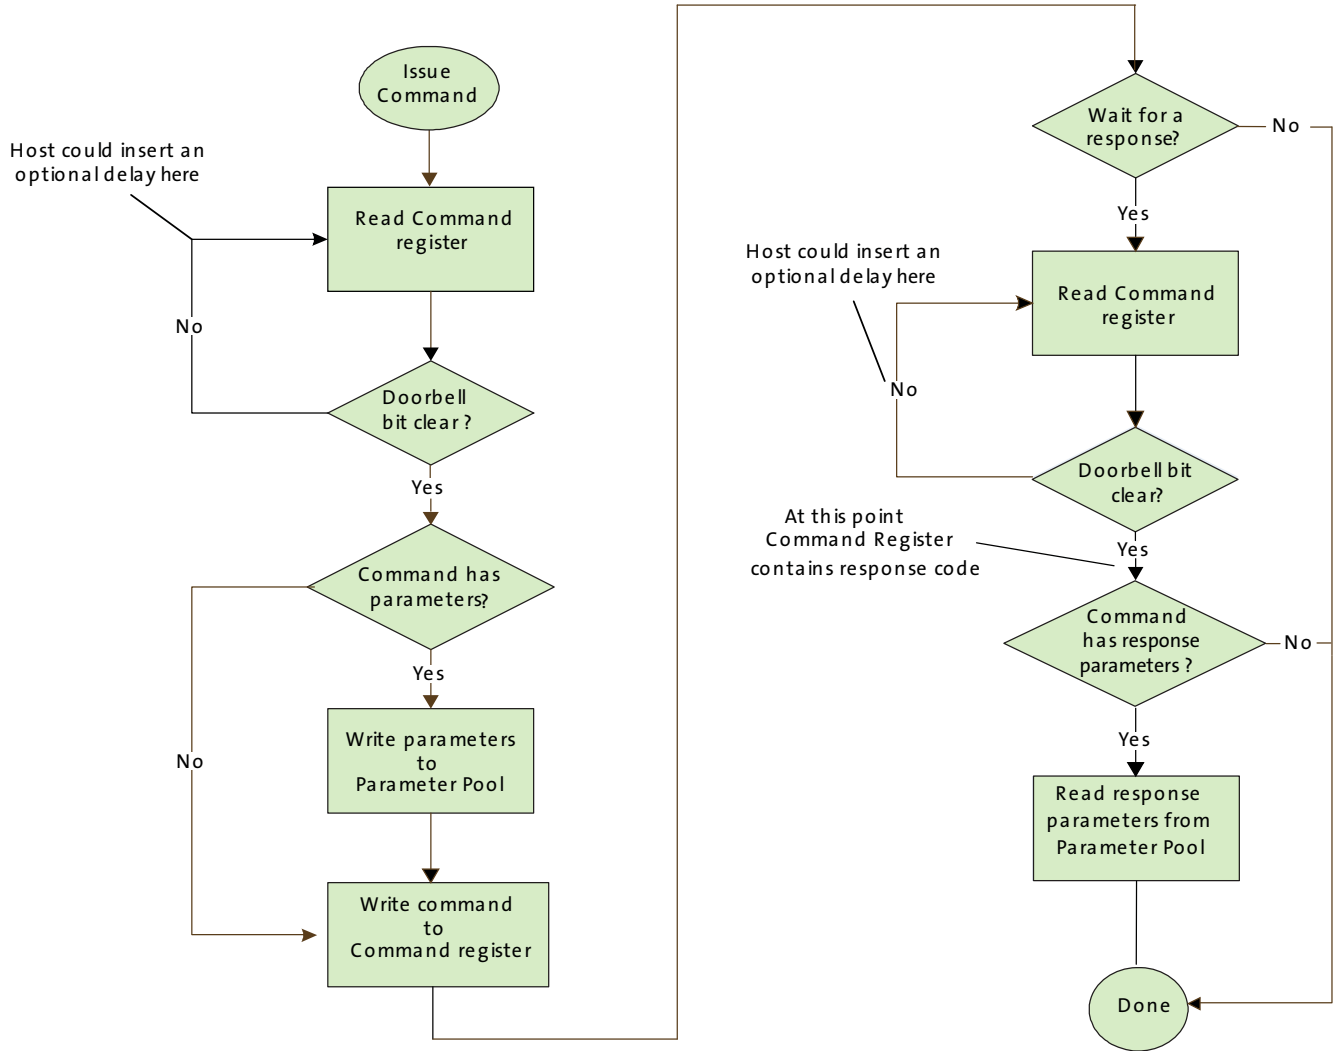 Issue
Command
Host could insert an
optional delay here
Read Command
register
No
Doorbell
bit clear ?
Yes
Command has
parameters?
Yes
No
Write parameters
to
Parameter Pool
Write command
to
Command register
Wait for a
response?
No
Yes
Host could insert an
optional delay here
Read Command
register
No
Doorbell bit
clear?
At this point
Command Register
contains response code
Yes
Command
has response
parameters ?
No
Yes
Read response
parameters from
Parameter Pool
Done